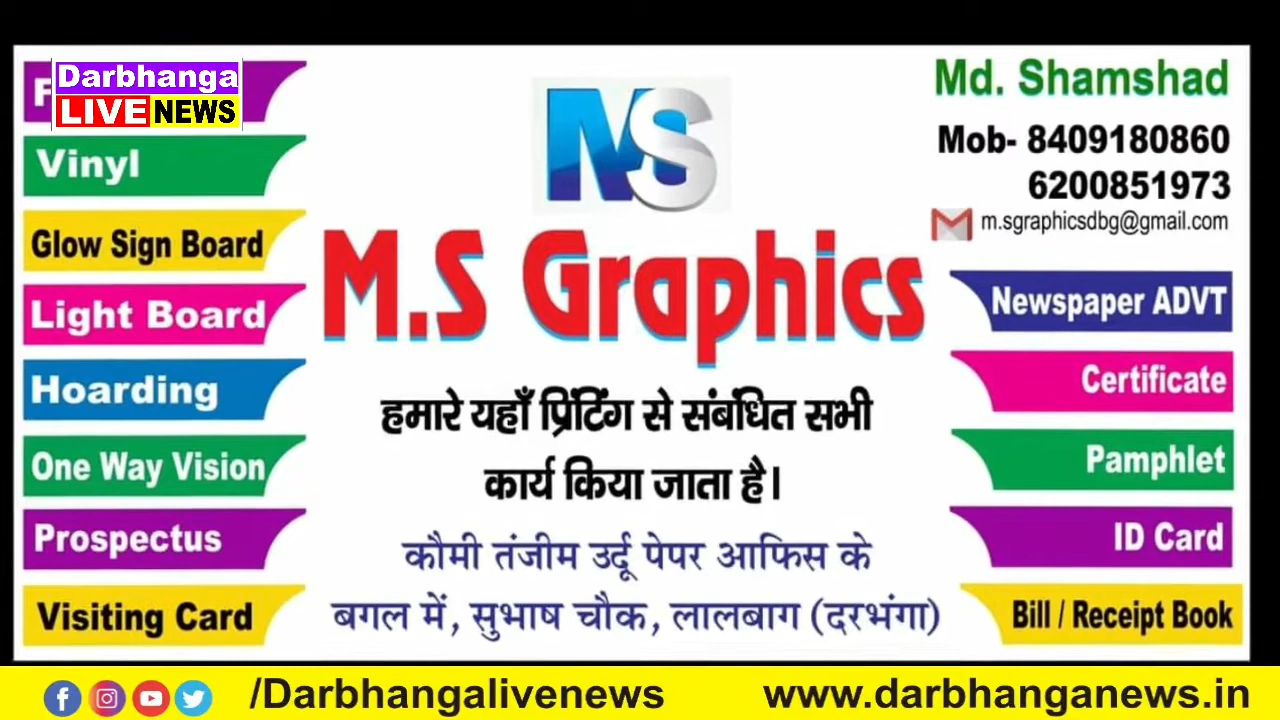 Darbhanga
LIVE NEWS
Vinyl
Glow Sign Board
Light Board
Hoarding
One Way Vision
Prospectus
Visiting Card
MS
M.S Graphics
हमारे यहाँ प्रिंटिंग से संबंधित सभी
कार्य किया जाता है।
कौमी तंजीम उर्दू पेपर आफिस के
बगल में, सुभाष चौक, लालबाग (दरभंगा)
Md. Shamshad
Mob- 8409180860
6200851973
m.sgraphicsdbg@gmail.com
Newspaper ADVT
Certificate
Pamphlet
ID Card
Bill / Receipt Book
/Darbhangalivenews
www.darbhanganews.in